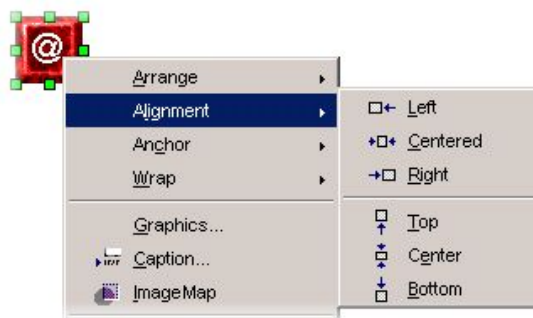 @
Arrange
Alignment
Anchor
Wrap
Graphics...
Caption...
ImageMap
Left
Centered
Right
Top
Center
Bottom